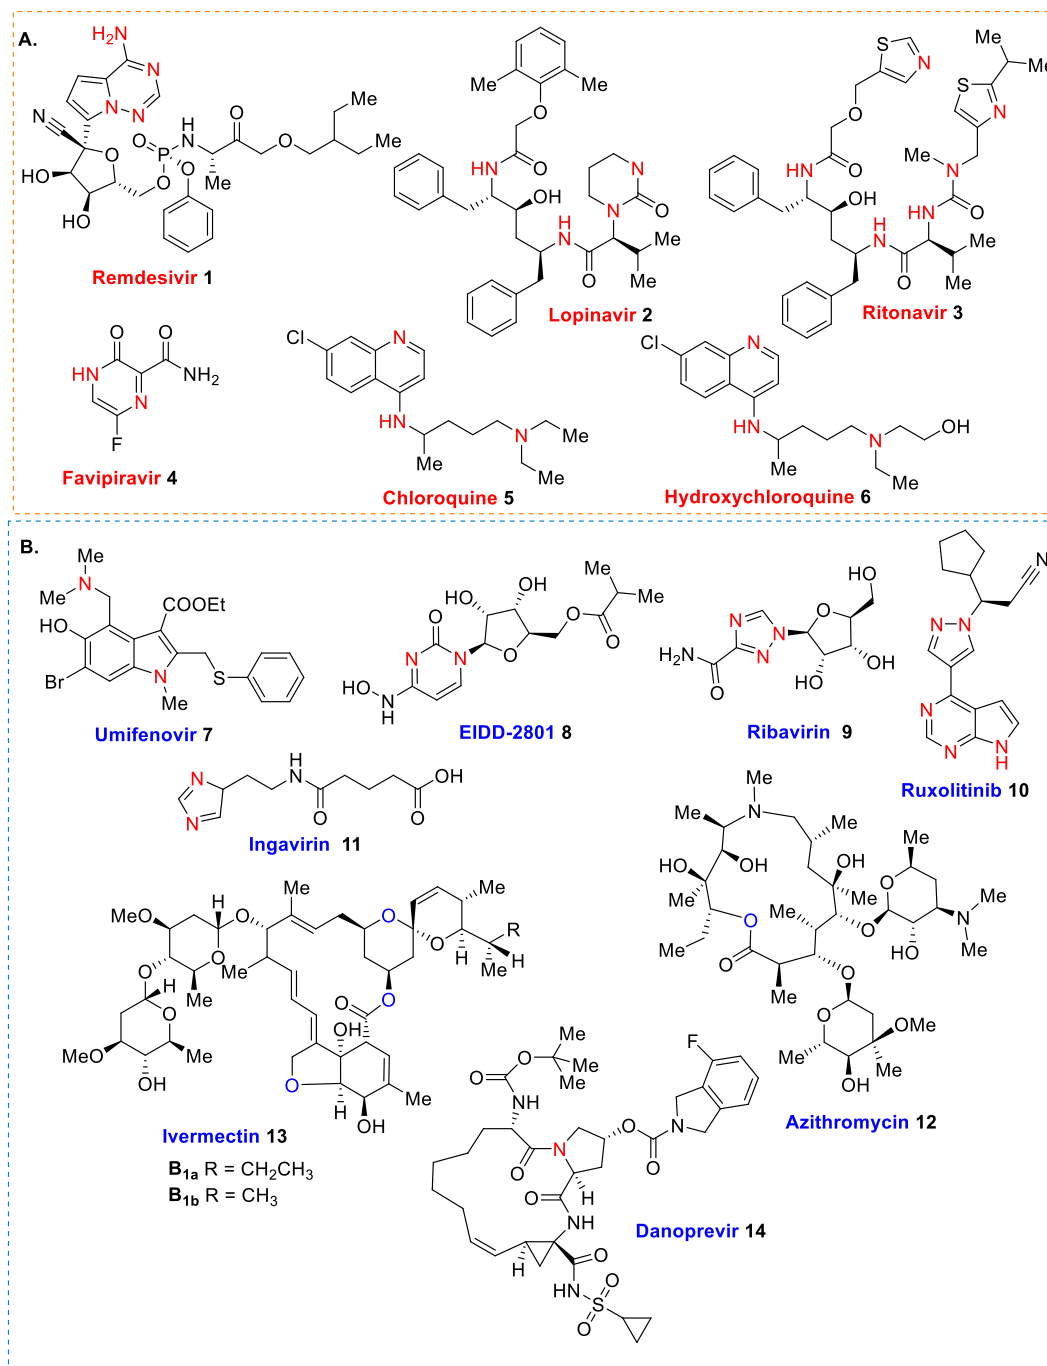 A.
H2N
N
N
N
N
O
O
P
O
O
H
N
Me
O
O
Me
Me
HO
HO
Remdesivir 1
Me
Me
O
O
HN
OH
H
N
O
N
N
O
Me
Me
Lopinavir 2
S
N
O
O
HN
OH
H
N
O
HN
O
Me
N
S
N
Me
Me
Me
Me
Ritonavir 3
O
O
HN
N
NH2
F
Favipiravir 4
Cl
N
HN
Me
N
Me
Me
Chloroquine 5
Cl
N
HN
Me
N
OH
Me
Hydroxychloroquine 6
B.
Me
N
Me
HO
Br
COOEt
N
Me
S
Umifenovir 7
O
N
N
HO
N
H
HO
OH
O
O
O
Me
Me
EIDD-2801 8
H2N
O
N
N
N
O
HO
OH
HO
Ribavirin 9
N
N
N
N
N
N
H
Ruxolitinib 10
N
N
H
N
O
O
OH
Ingavirin 11
Me
N
Me
HO
OH
Me
Me
O
O
Me
OH
Me
Me
Me
O
O
O
HO
Me
N
Me
Me
O
Me
OMe
Me
OH
Azithromycin 12
MeO
O
H
O
Me
O
H
O
MeO
OH
Me
Me
Me
O
O
O
H
Me
R
H
Me
O
O
OH
O
H
OH
Me
Ivermectin 13
B1a R = CH2CH3
B1b R = CH3
Me
Me
Me
O
O
NH
O
N
O
O
N
F
O
H
NH
H
O
HN
S
O
O
Danoprevir 14